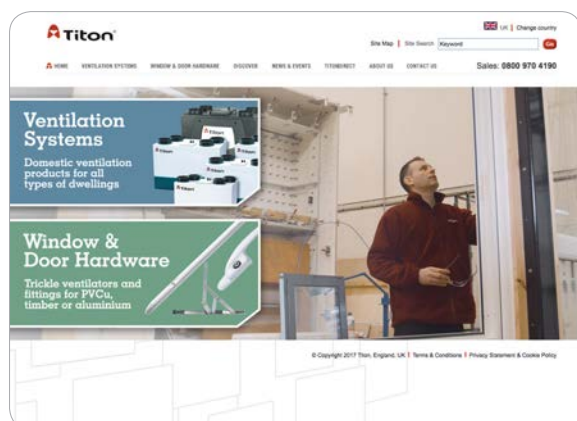 Titon®
UK | Change country
Site Map | Site Search Keyword Go
HOME VENTILATION SYSTEMS WINDOW & DOOR HARDWARE DISCOVER NEWS & EVENTS TITONDIRECT ABOUT US CONTACT US Sales: 0800 970 4190
Ventilation
Systems
Domestic ventilation
products for all
types of dwellings
Window &
Door Hardware
Trickle ventilators and
fittings for PVCu,
timber or aluminium
© Copyright 2017 Titon, England, UK | Terms & Conditions | Privacy Statement & Cookie Policy